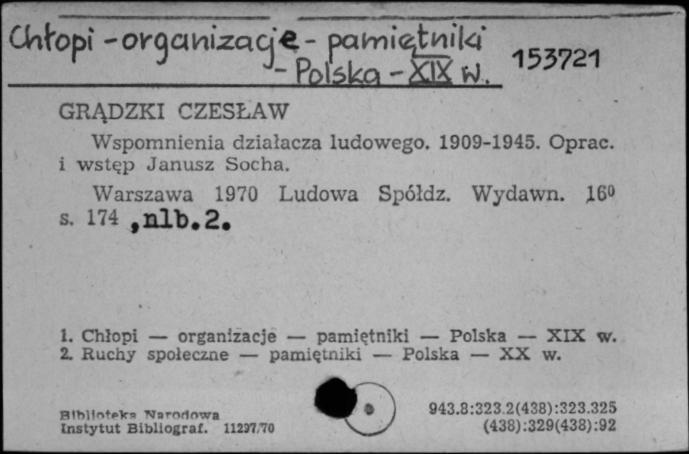 Chłopi - organizacje - pamiętniki
- Polska - XIX w.
153721
GRĄDZKI CZESŁAW
Wspomnienia działacza ludowego. 1909-1945. Oprac.
i wstęp Janusz Socha.
Warszawa 1970 Ludowa Spółdz. Wydawn. 16⁰
s. 174 , nlb. 2.
1. Chłopi — organizacje — pamiętniki — Polska — XIX w.
2. Ruchy społeczne — pamiętniki — Polska — XX w.
Biblioteka Narodowa
Instytut Bibliograf. 11297/70
943.8:323.2(438):323.325
(438):329(438):92